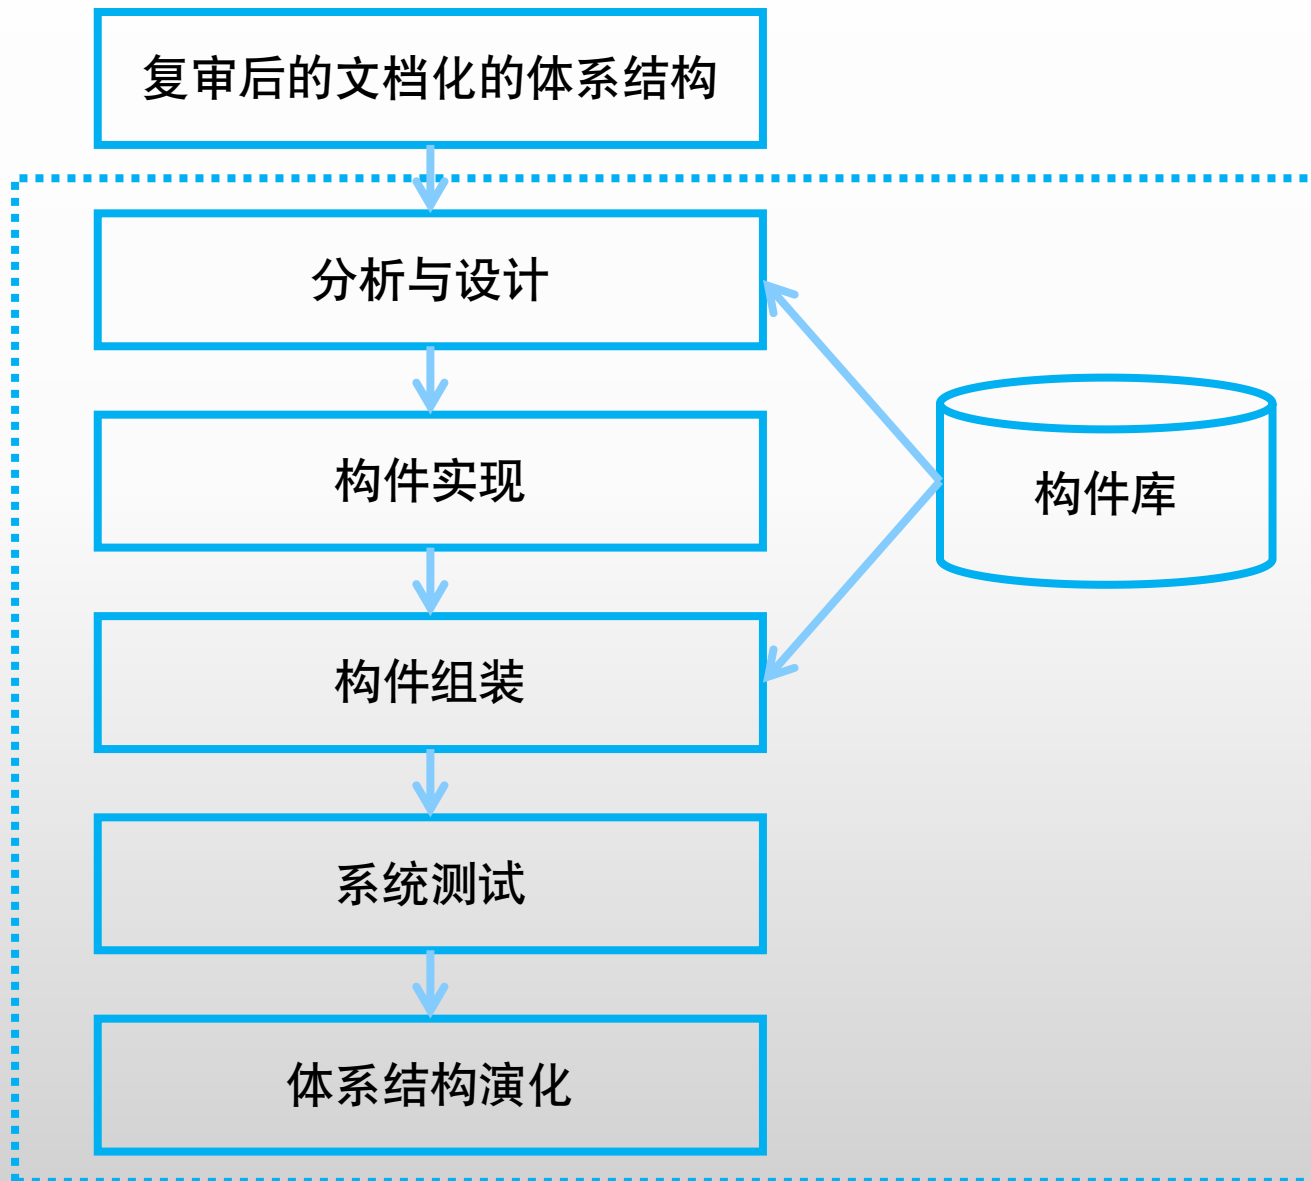 复审后的文档化的体系结构
分析与设计
构件实现
构件库
构件组装
系统测试
体系结构演化